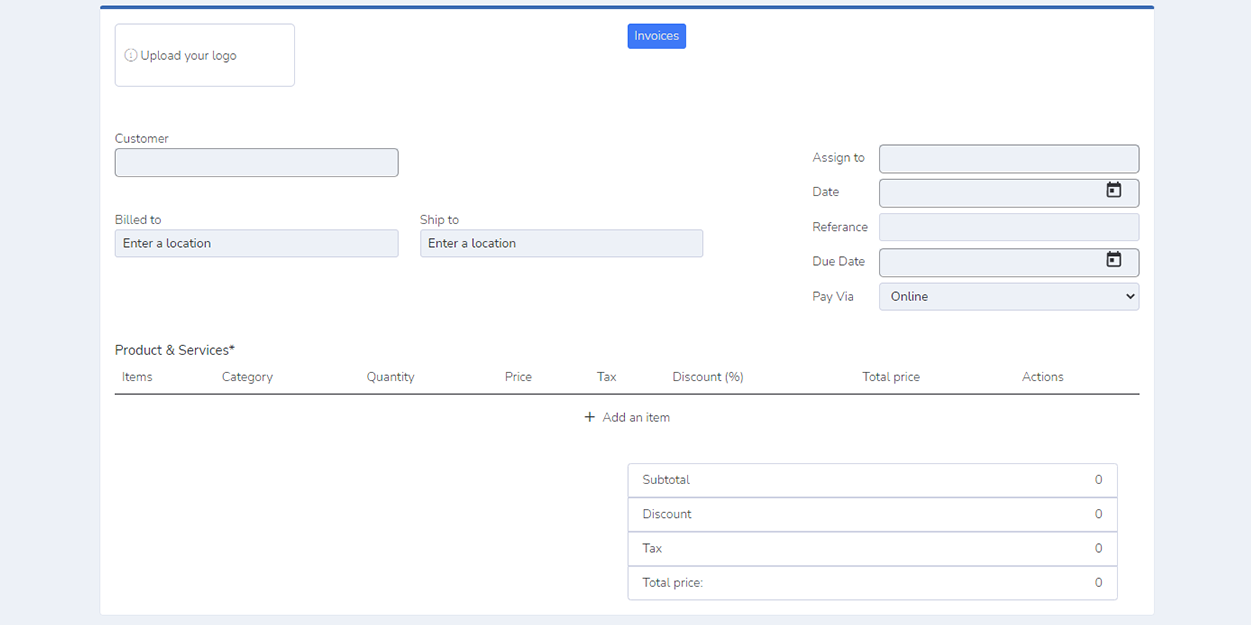 Upload your logo
Invoices
Customer
Assign to
Date
Billed to
Ship to
Referance
Enter a location
Enter a location
Due Date
Pay Via
Online
Product & Services*
Items Category Quantity Price Tax Discount (%) Total price Actions
+ Add an item
Subtotal 0
Discount 0
Tax 0
Total price: 0